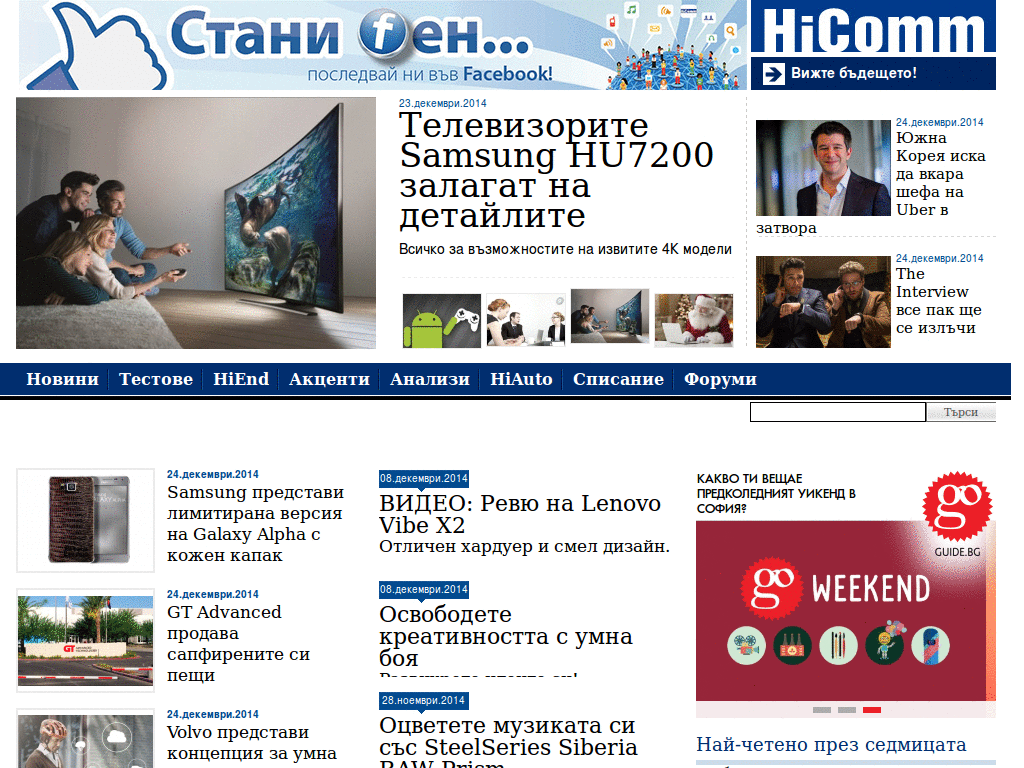 Стани fен...
последвай ни във Facebook!
HiComm
Вижте бъдещето!
23.декември.2014
Телевизорите
Samsung HU7200
залагат на
детайлите
Всичко за възможностите на извитите 4K модели
24.декември.2014
Южна
Корея иска
да вкара
шефа на
Uber в
затвора
24.декември.2014
The
Interview
все пак ще
се излъчи
Новини Тестове HiEnd Акценти Анализи HiAuto Списание Форуми
Търси
24.декември.2014
Samsung представи
лимитирана версия
на Galaxy Alpha с
кожен капак
24.декември.2014
GT Advanced
продава
сапфирените си
пещи
24.декември.2014
Volvo представи
концепция за умна
08.декември.2014
ВИДЕО: Ревю на Lenovo
Vibe X2
Отличен хардуер и смел дизайн.
08.декември.2014
Освободете
креативността с умна
боя
28.ноември.2014
Оцветете музиката си
със SteelSeries Siberia
RAW Prism
КАКВО ТИ ВЕЩАЕ
ПРЕДКОЛЕДНИЯТ УИКЕНД В
СОФИЯ?
go
GUIDE.BG
go WEEKEND
Най-четено през седмицата